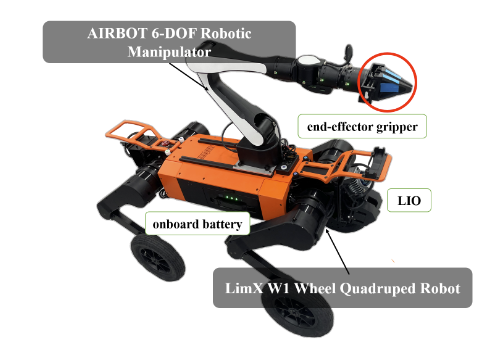 AIRBOT 6-DOF Robotic
Manipulator
end-effector gripper
LIO
onboard battery
LimX W1 Wheel Quadruped Robot